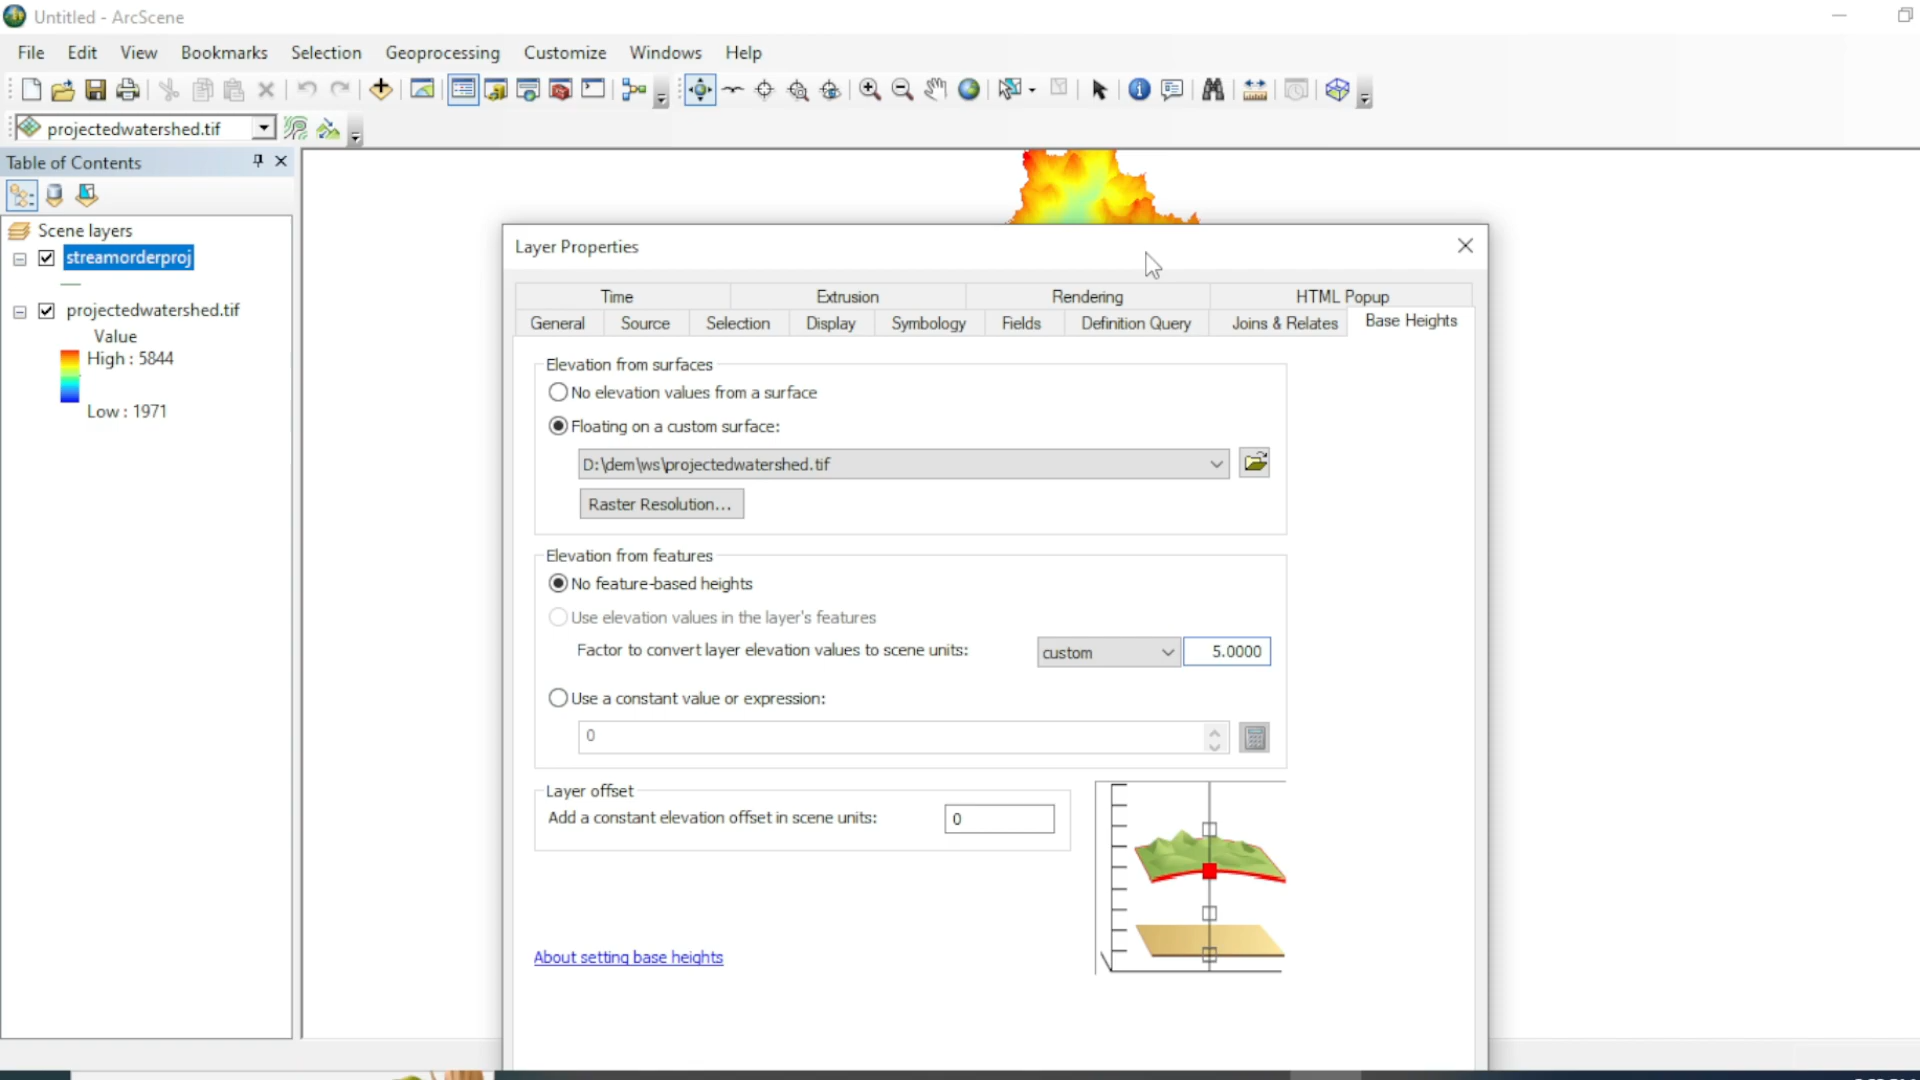 Untitled - ArcScene
File Edit View Bookmarks Selection Geoprocessing Customize Windows Help
projectedwatershed.tif
Table of Contents
Scene layers
streamorderproj
projectedwatershed.tif
Value
High : 5844
Low : 1971
Layer Properties
Time Extrusion Rendering HTML Popup
General Source Selection Display Symbology Fields Definition Query Joins & Relates Base Heights
Elevation from surfaces
No elevation values from a surface
Floating on a custom surface:
D:\dem\ws\projectedwatershed.tif
Raster Resolution...
Elevation from features
No feature-based heights
Use elevation values in the layer's features
Factor to convert layer elevation values to scene units: custom 5.0000
Use a constant value or expression:
0
Layer offset
Add a constant elevation offset in scene units: 0
About setting base heights